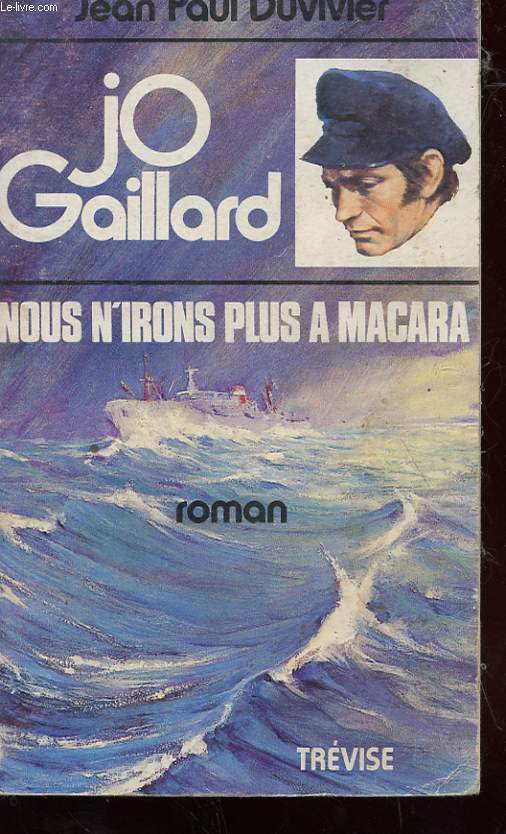 Le-livre.com
Jean Paul Duvivier
jO
Gaillard
NOUS N'IRONS PLUS A MACARA
roman
TRÉVISE